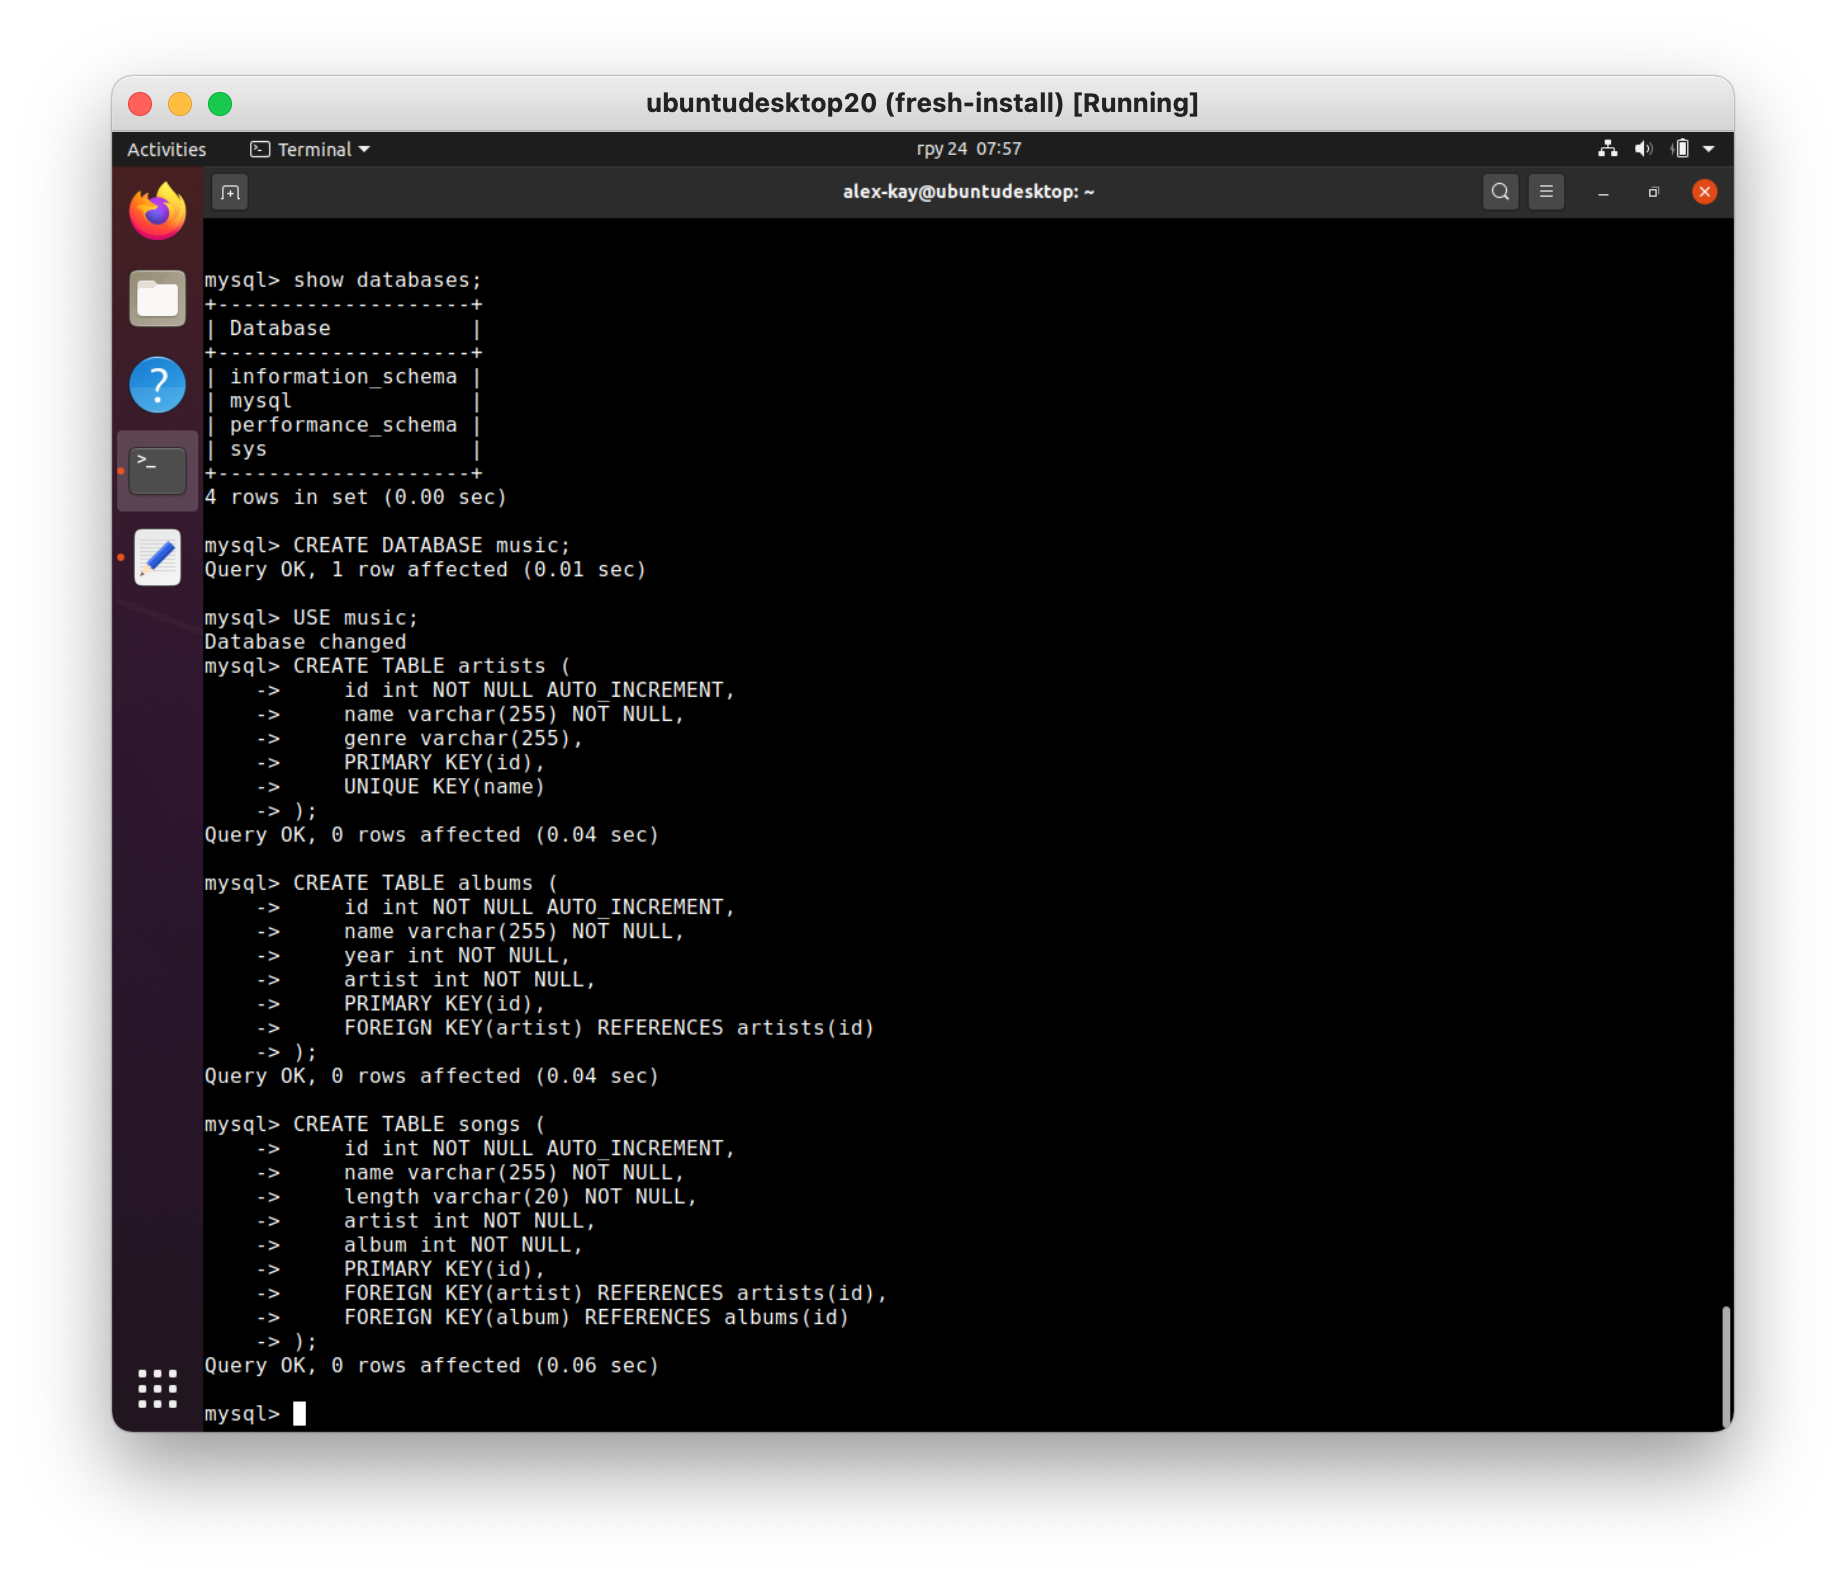 ubuntudesktop20 (fresh-install) [Running]
Activities Terminal гру 24 07:57
alex-kay@ubuntudesktop: ~
mysql> show databases;
+--------------------+
| Database           |
+--------------------+
| information_schema |
| mysql              |
| performance_schema |
| sys                |
+--------------------+
4 rows in set (0.00 sec)

mysql> CREATE DATABASE music;
Query OK, 1 row affected (0.01 sec)

mysql> USE music;
Database changed
mysql> CREATE TABLE artists (
    ->     id int NOT NULL AUTO_INCREMENT,
    ->     name varchar(255) NOT NULL,
    ->     genre varchar(255),
    ->     PRIMARY KEY(id),
    ->     UNIQUE KEY(name)
    -> );
Query OK, 0 rows affected (0.04 sec)

mysql> CREATE TABLE albums (
    ->     id int NOT NULL AUTO_INCREMENT,
    ->     name varchar(255) NOT NULL,
    ->     year int NOT NULL,
    ->     artist int NOT NULL,
    ->     PRIMARY KEY(id),
    ->     FOREIGN KEY(artist) REFERENCES artists(id)
    -> );
Query OK, 0 rows affected (0.04 sec)

mysql> CREATE TABLE songs (
    ->     id int NOT NULL AUTO_INCREMENT,
    ->     name varchar(255) NOT NULL,
    ->     length varchar(20) NOT NULL,
    ->     artist int NOT NULL,
    ->     album int NOT NULL,
    ->     PRIMARY KEY(id),
    ->     FOREIGN KEY(artist) REFERENCES artists(id),
    ->     FOREIGN KEY(album) REFERENCES albums(id)
    -> );
Query OK, 0 rows affected (0.06 sec)

mysql>